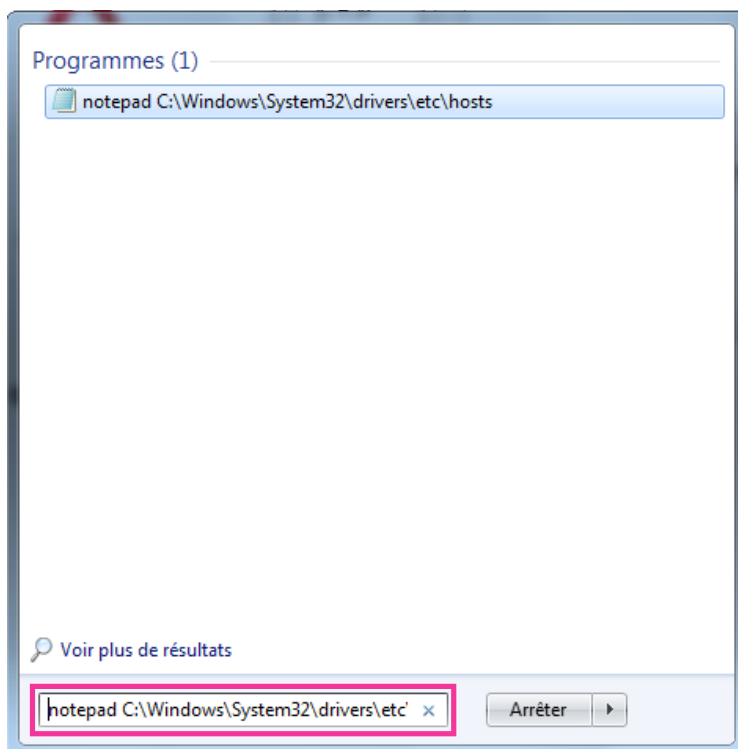 Programmes (1)
notepad C:\Windows\System32\drivers\etc\hosts
Voir plus de résultats
notepad C:\Windows\System32\drivers\etc\
Arrêter